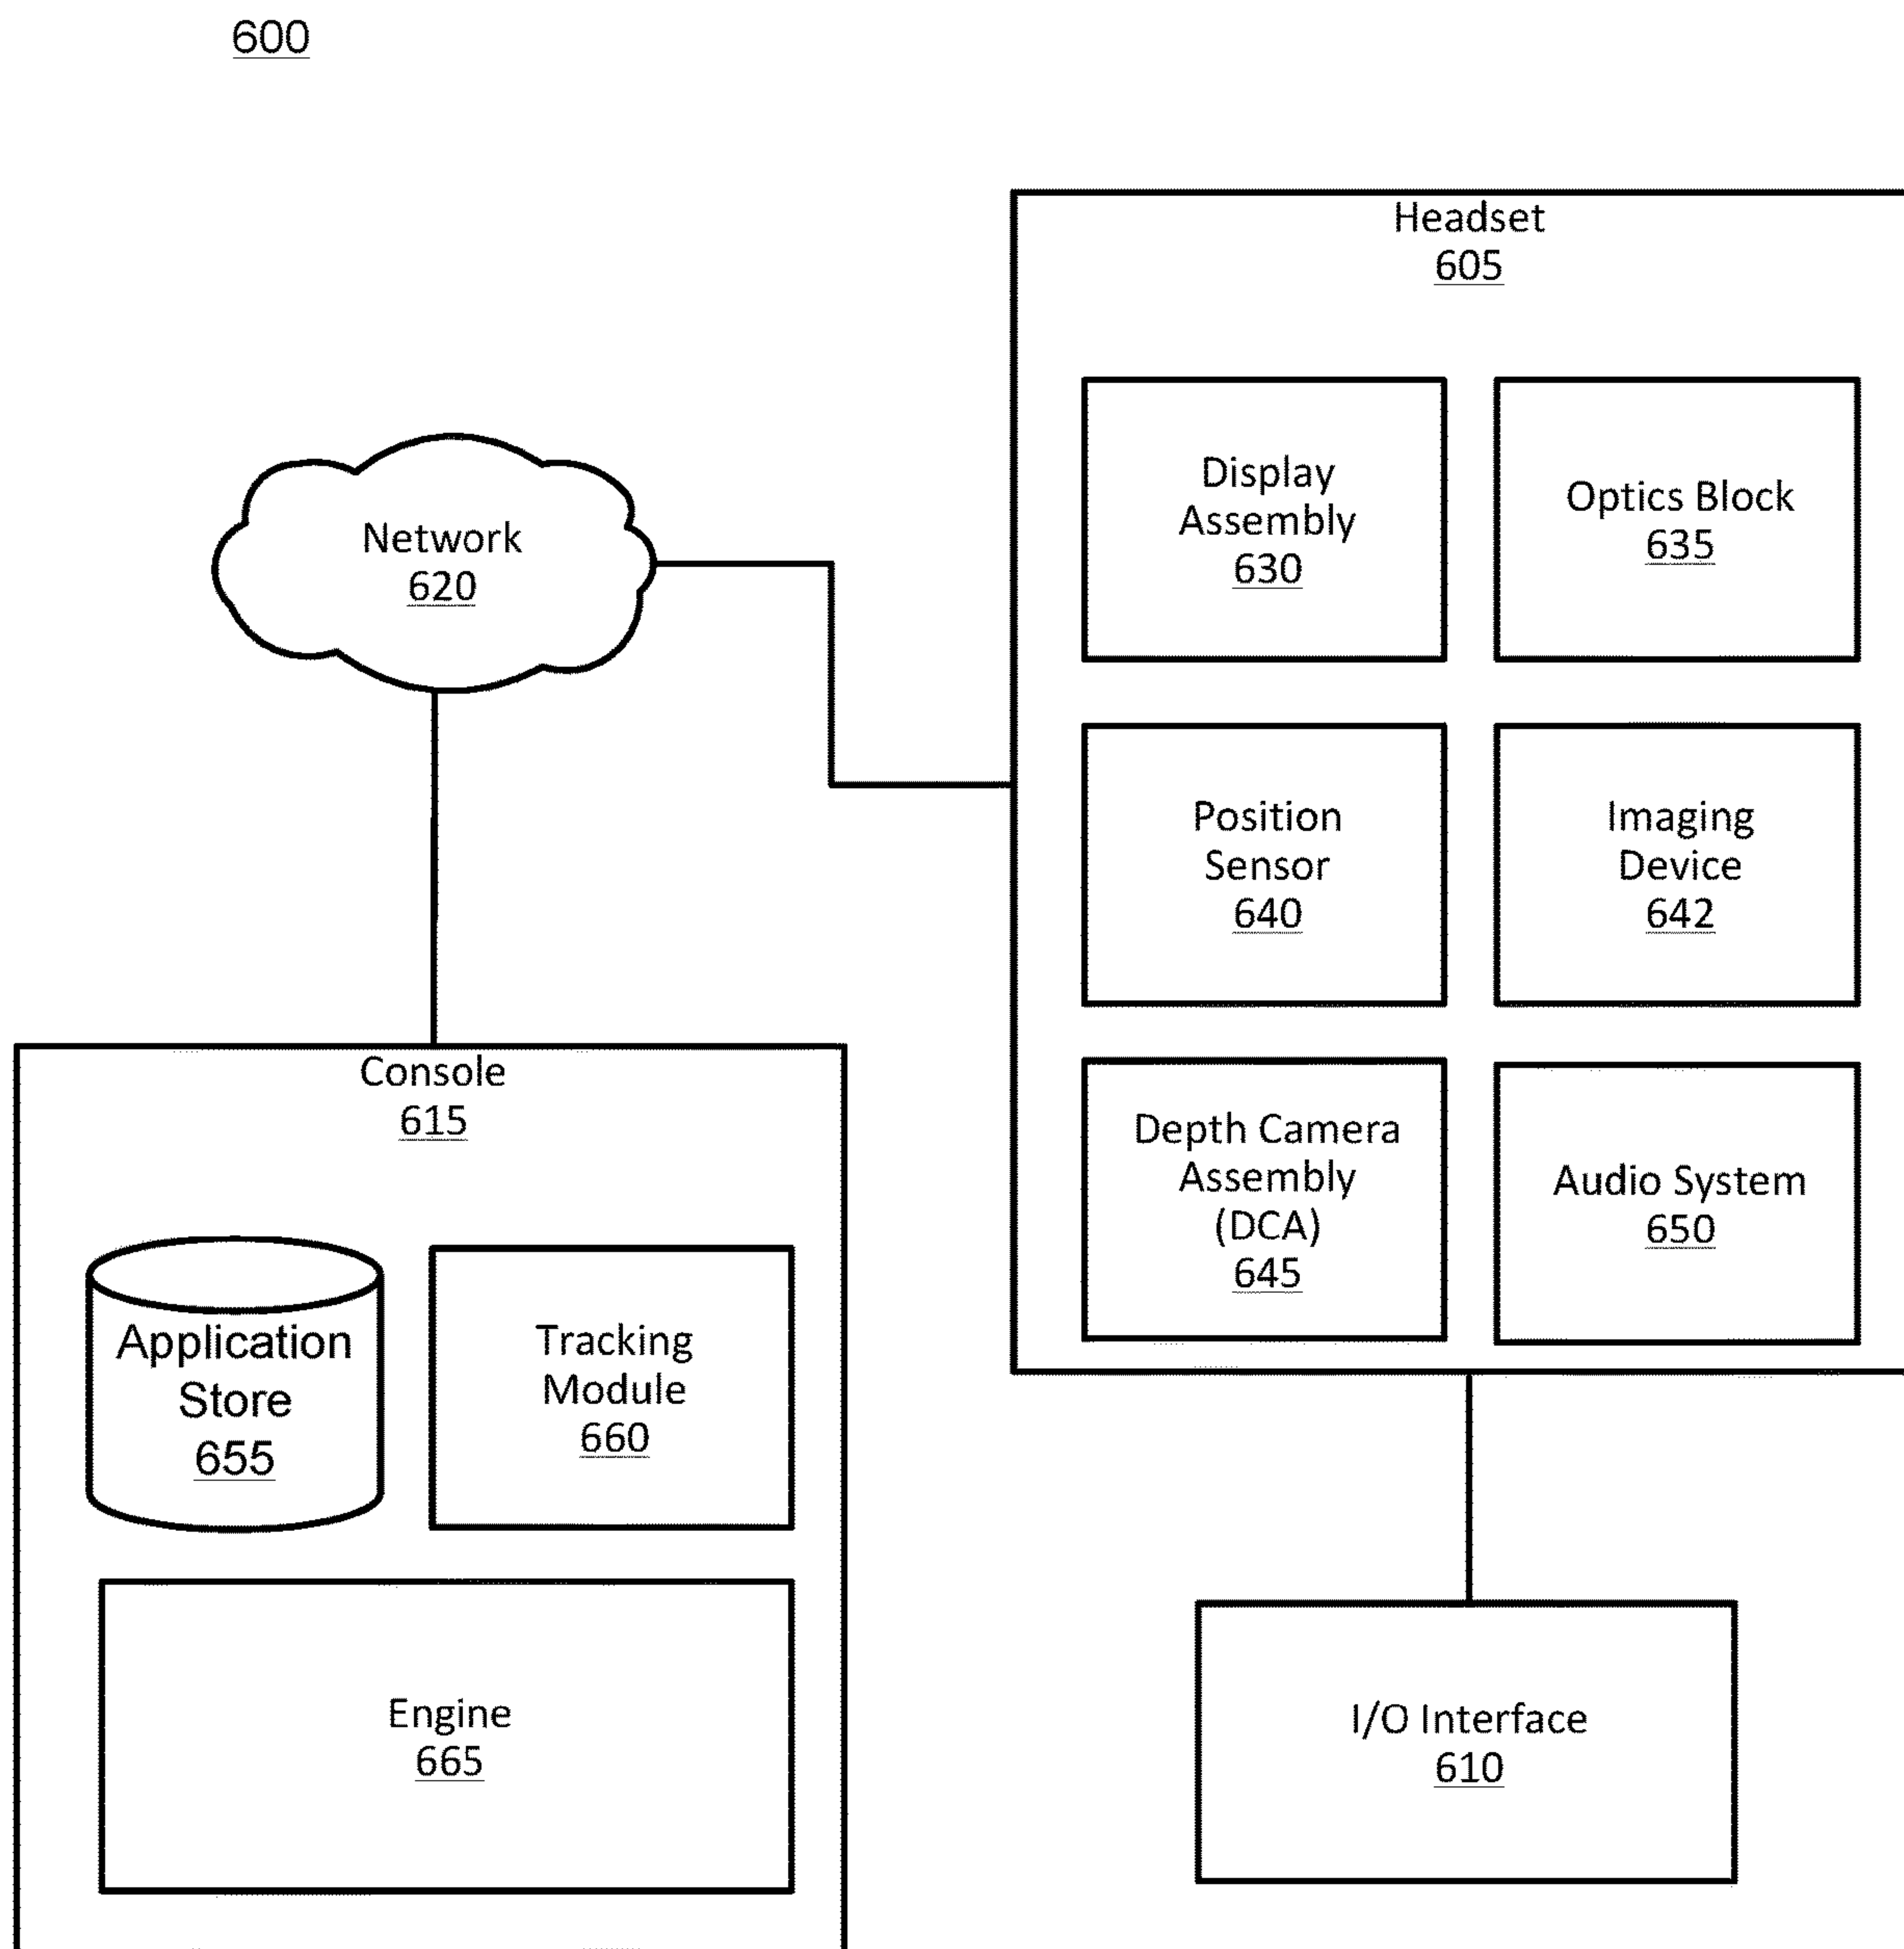 600
Headset
605
Display
Assembly
630
Optics Block
635
Network
620
Position
Sensor
640
Imaging
Device
642
Console
615
Depth Camera
Assembly
(DCA)
645
Audio System
650
Application
Store
655
Tracking
Module
660
Engine
665
I/O Interface
610